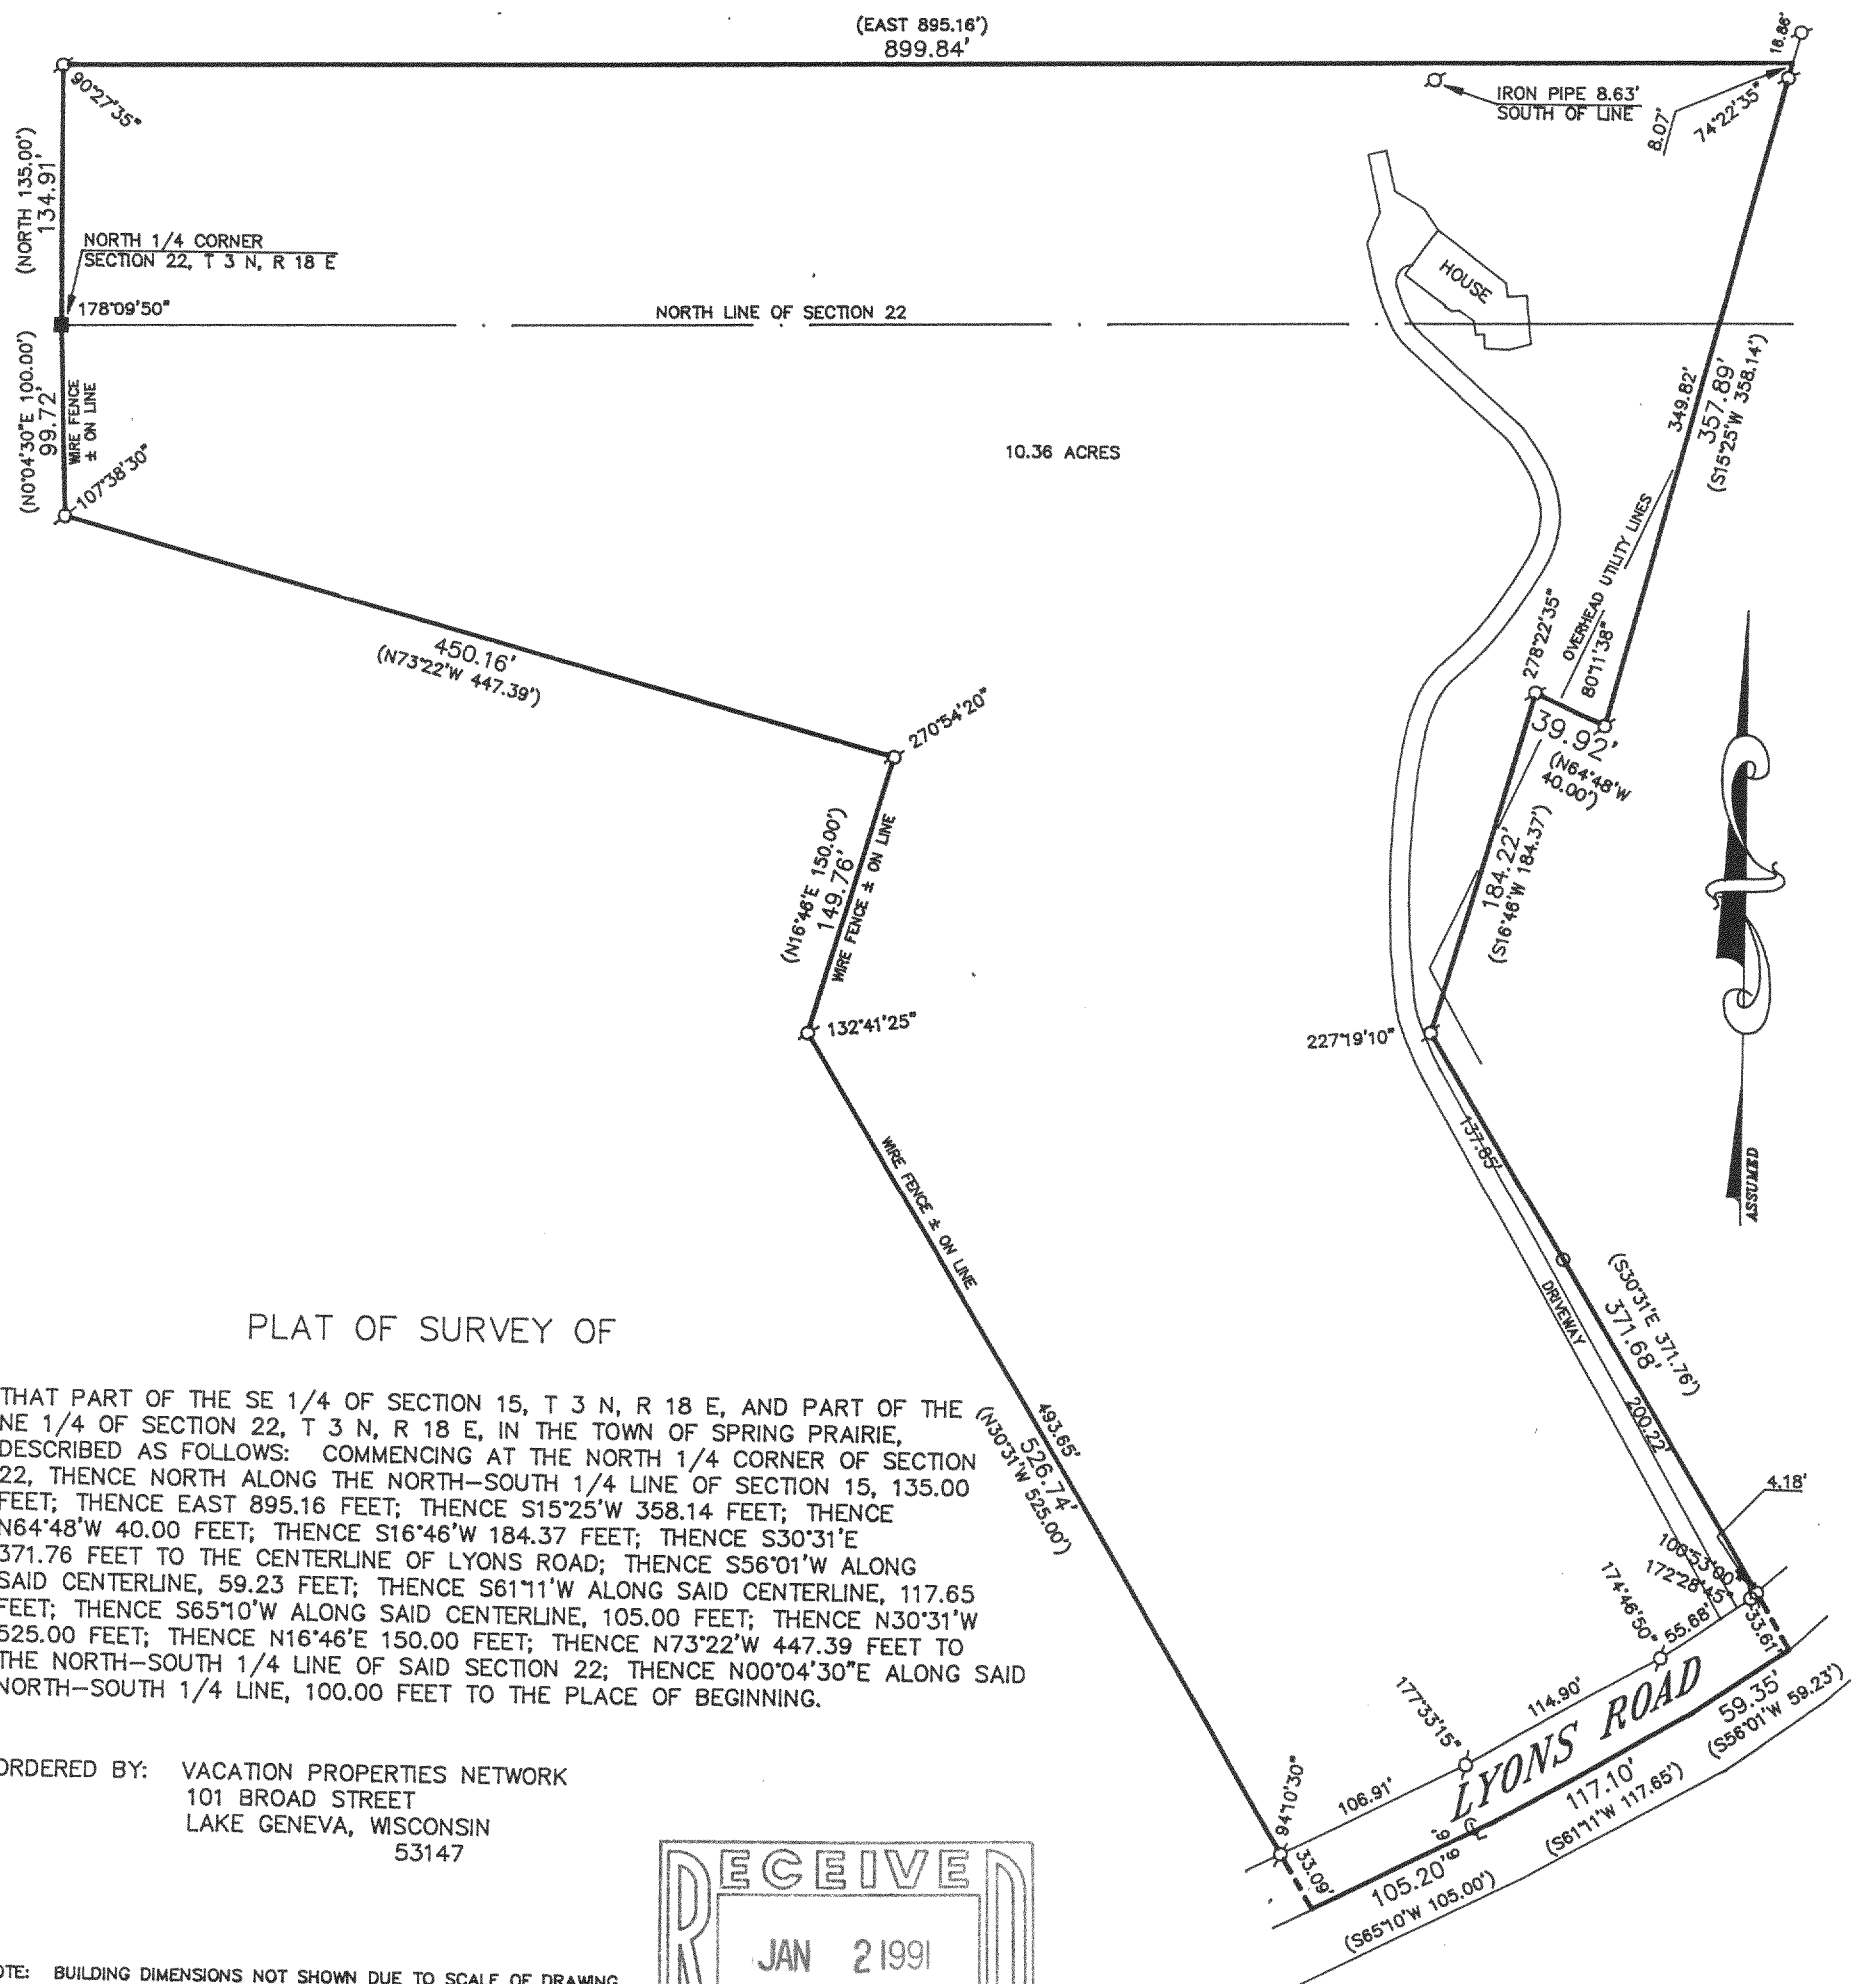 (EAST 895.16')
899.84'
16.86'
90°27'35"
IRON PIPE 8.63'
SOUTH OF LINE
8.07'
74°22'35"
(NORTH 135.00')
134.91'
NORTH 1/4 CORNER
SECTION 22, T 3 N, R 18 E
178°09'50"
NORTH LINE OF SECTION 22
HOUSE
(N0°04'30"E 100.00')
99.72'
WIRE FENCE
± ON LINE
107°38'30"
349.82'
357.89'
(S15°25'W 358.14')
10.36 ACRES
OVERHEAD UTILITY LINES
278°22'35"
80°11'38"
450.16'
(N73°22'W 447.39')
270°54'20"
39.92'
(N64°48'W
40.00')
(N16°46'E 150.00')
149.76'
WIRE FENCE ± ON LINE
184.22'
(S16°46'W 184.37')
132°41'25"
227°19'10"
137.85'
WIRE FENCE ± ON LINE
ASSUMED
DRIVEWAY
(S30°31'E 371.76')
371.68'
200.22'
493.65'
526.74'
(N30°31'W 525.00')
4.18'
100°53'00"
172°28'45"
174°46'50"
55.68'
33.61'
177°33'15"
114.90'
LYONS ROAD
59.35'
(S56°01'W 59.23')
94°10'30"
106.91'
117.10'
(S61°11'W 117.65')
33.09'
105.20'
(S65°10'W 105.00')
PLAT OF SURVEY OF
THAT PART OF THE SE 1/4 OF SECTION 15, T 3 N, R 18 E, AND PART OF THE
NE 1/4 OF SECTION 22, T 3 N, R 18 E, IN THE TOWN OF SPRING PRAIRIE,
DESCRIBED AS FOLLOWS: COMMENCING AT THE NORTH 1/4 CORNER OF SECTION
22, THENCE NORTH ALONG THE NORTH-SOUTH 1/4 LINE OF SECTION 15, 135.00
FEET; THENCE EAST 895.16 FEET; THENCE S15°25'W 358.14 FEET; THENCE
N64°48'W 40.00 FEET; THENCE S16°46'W 184.37 FEET; THENCE S30°31'E
371.76 FEET TO THE CENTERLINE OF LYONS ROAD; THENCE S56°01'W ALONG
SAID CENTERLINE, 59.23 FEET; THENCE S61°11'W ALONG SAID CENTERLINE, 117.65
FEET; THENCE S65°10'W ALONG SAID CENTERLINE, 105.00 FEET; THENCE N30°31'W
525.00 FEET; THENCE N16°46'E 150.00 FEET; THENCE N73°22'W 447.39 FEET TO
THE NORTH-SOUTH 1/4 LINE OF SAID SECTION 22; THENCE N00°04'30"E ALONG SAID
NORTH-SOUTH 1/4 LINE, 100.00 FEET TO THE PLACE OF BEGINNING.
ORDERED BY: VACATION PROPERTIES NETWORK
101 BROAD STREET
LAKE GENEVA, WISCONSIN
53147
RECEIVED
JAN 2 1991
NOTE: BUILDING DIMENSIONS NOT SHOWN DUE TO SCALE OF DRAWING